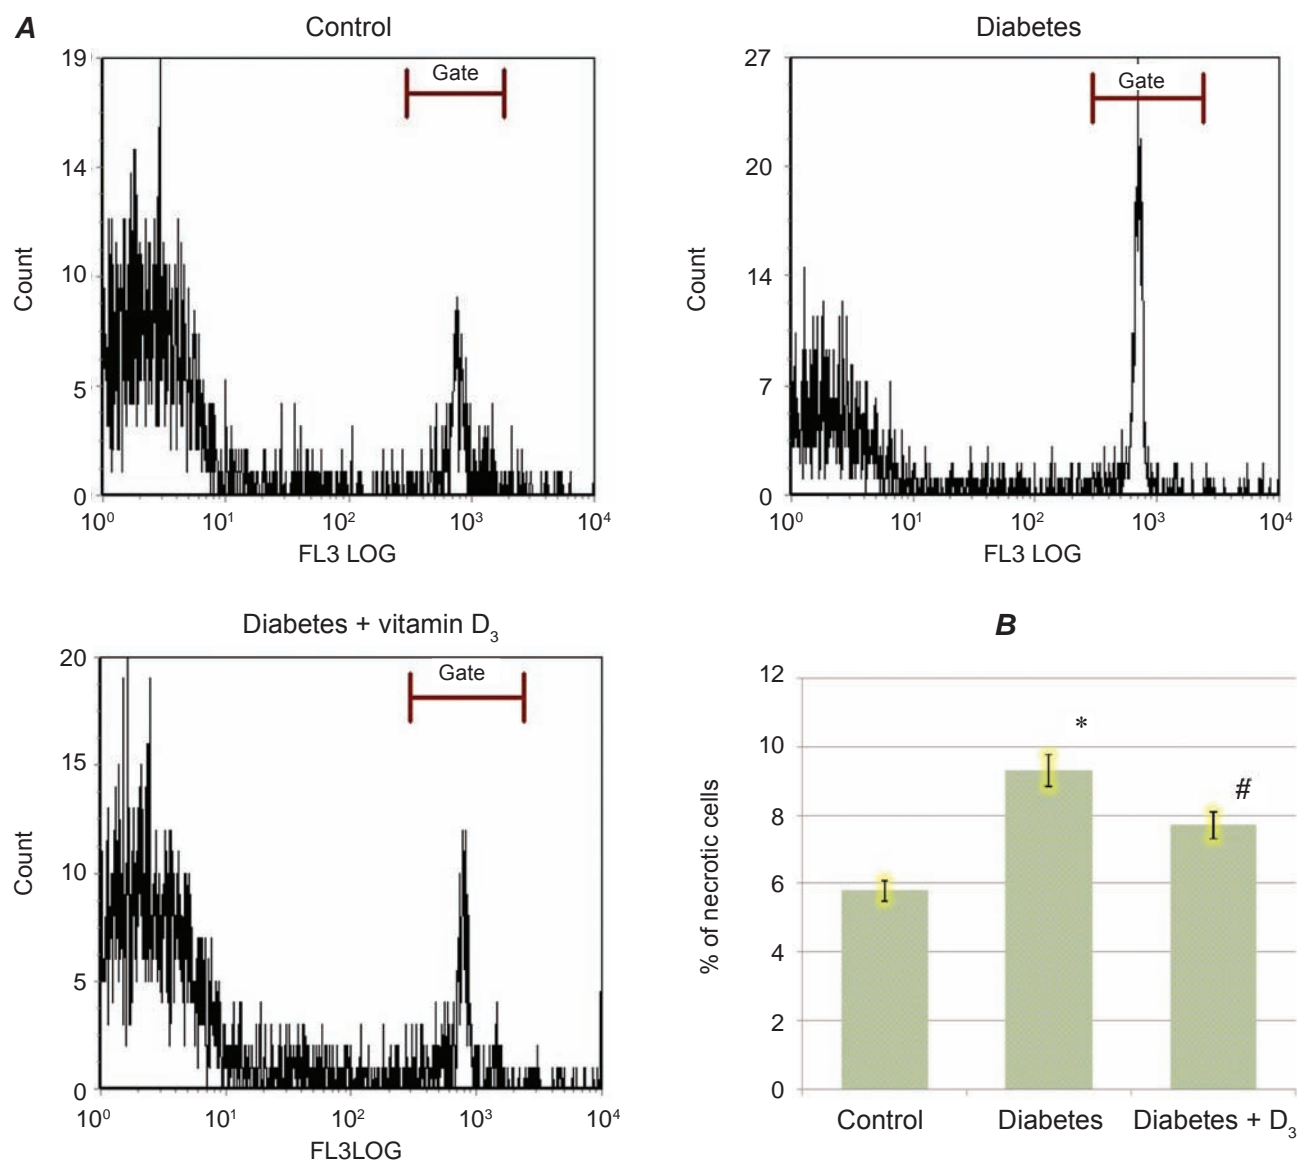 A
Control
19
14
10
5
0
Count
Gate
10⁰ 10¹ 10² 10³ 10⁴
FL3 LOG
Diabetes
27
20
14
7
0
Count
Gate
10⁰ 10¹ 10² 10³ 10⁴
FL3 LOG
Diabetes + vitamin D₃
20
15
10
5
0
Count
Gate
10⁰ 10¹ 10² 10³ 10⁴
FL3LOG
B
12
10
8
6
4
2
0
% of necrotic cells
*
#
Control Diabetes Diabetes + D₃